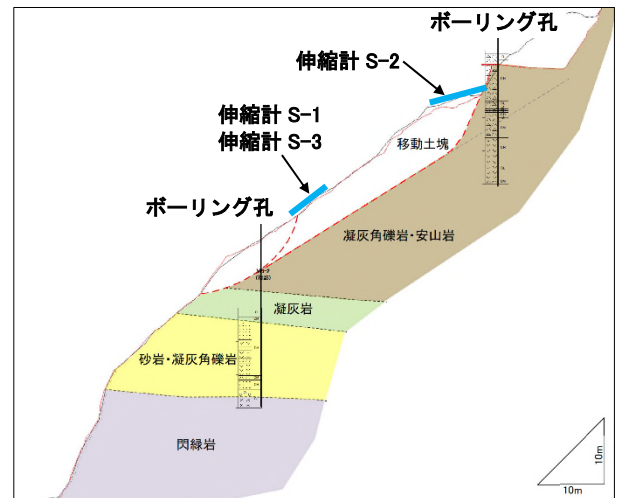 ボーリング孔
伸縮計 S-2
伸縮計 S-1
伸縮計 S-3
移動土塊
ボーリング孔
凝灰角礫岩・安山岩
凝灰岩
砂岩・凝灰角礫岩
閃緑岩
10m
10m